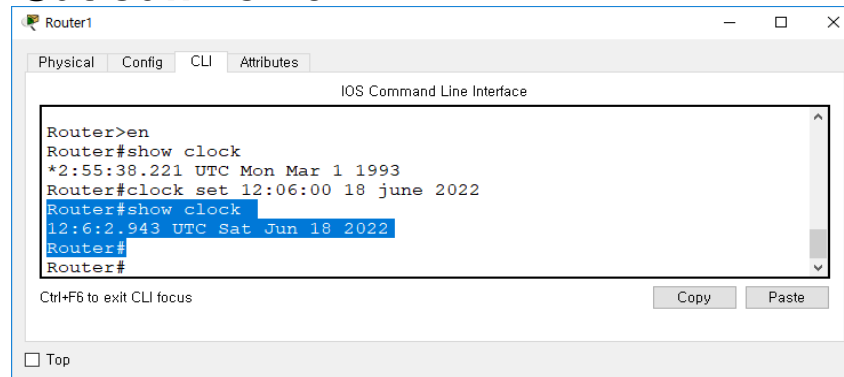 Router1
Physical Config CLI Attributes
IOS Command Line Interface
Router>en
Router#show clock
*2:55:38.221 UTC Mon Mar 1 1993
Router#clock set 12:06:00 18 june 2022
Router#show clock
12:6:2.943 UTC Sat Jun 18 2022
Router#
Router#
Ctrl+F6 to exit CLI focus
Copy Paste
Top